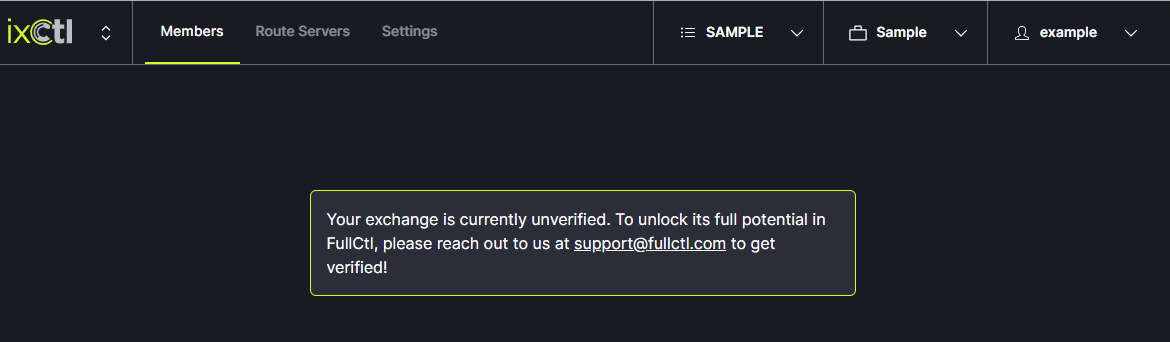 ixCtl Members Route Servers Settings SAMPLE Sample example
Your exchange is currently unverified. To unlock its full potential in
FullCtl, please reach out to us at support@fullctl.com to get
verified!